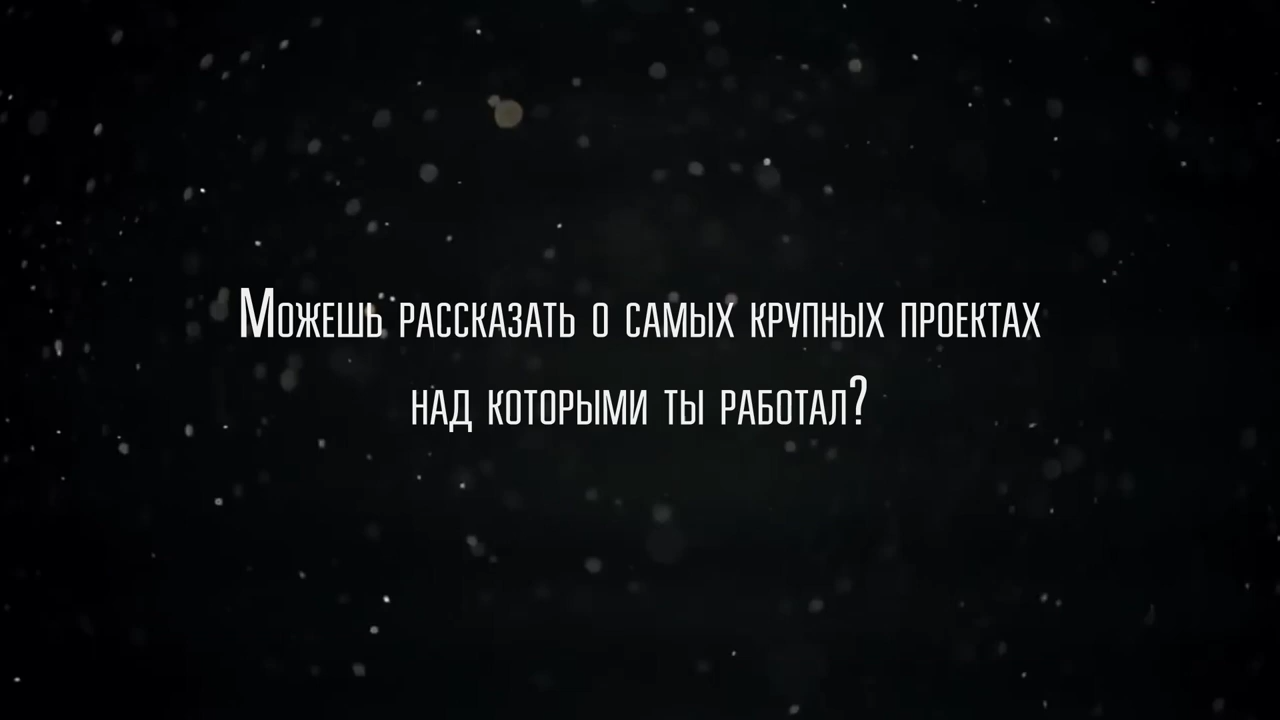 Можешь рассказать о самых крупных проектах
над которыми ты работал?